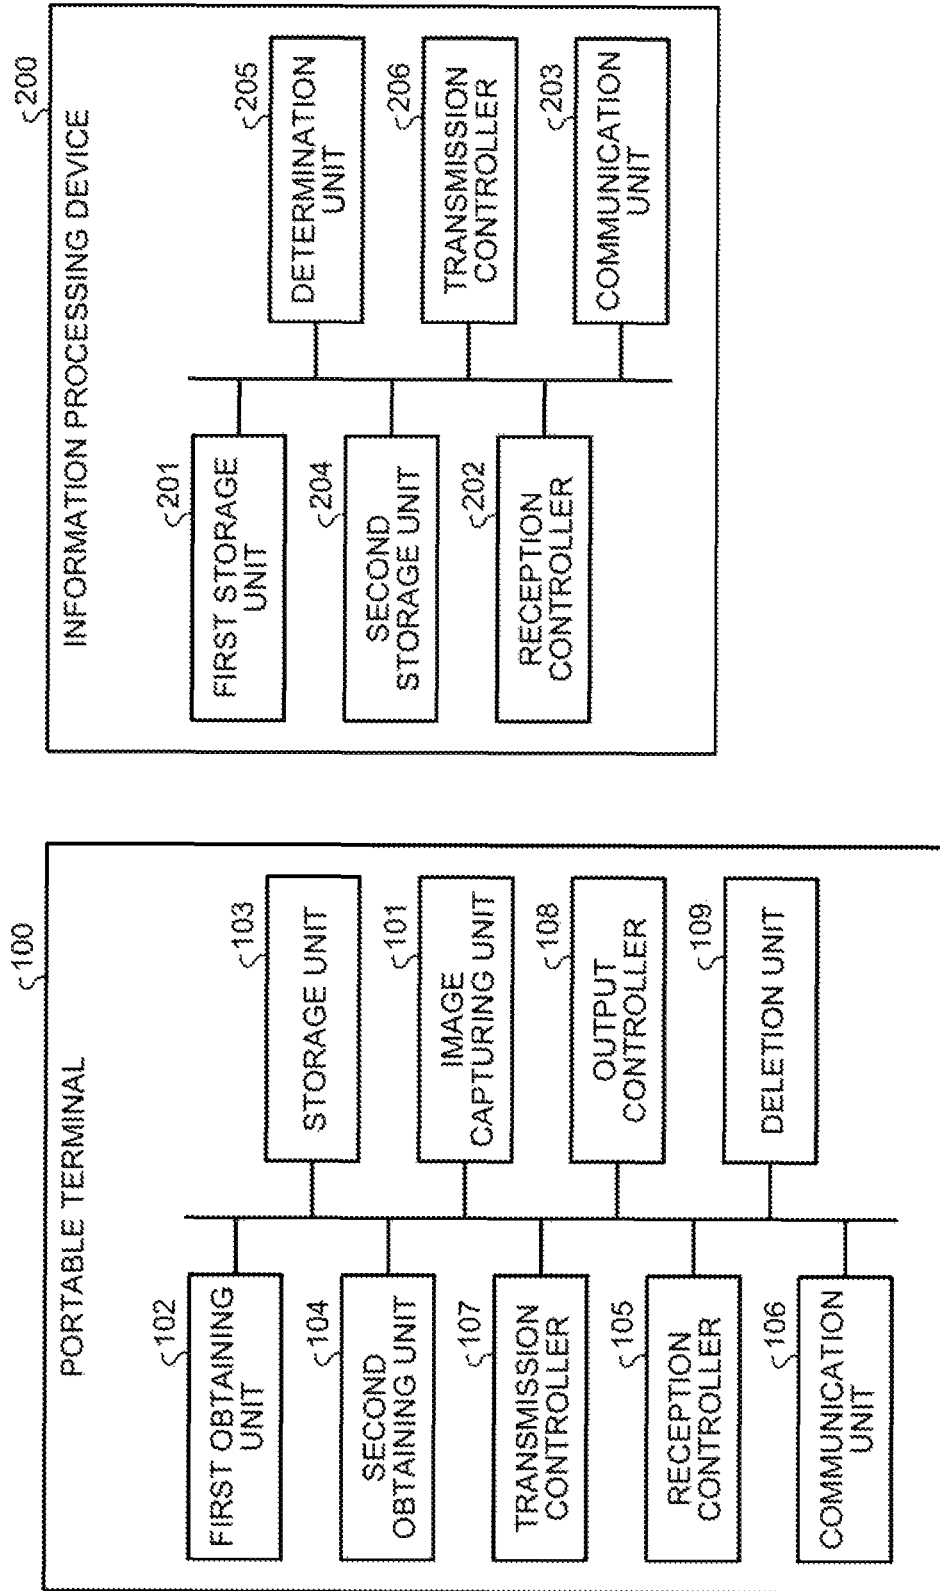 100
PORTABLE TERMINAL
102
FIRST OBTAINING
UNIT
104
SECOND
OBTAINING UNIT
107
TRANSMISSION
CONTROLLER
105
RECEPTION
CONTROLLER
106
COMMUNICATION
UNIT
103
STORAGE UNIT
101
IMAGE
CAPTURING UNIT
108
OUTPUT
CONTROLLER
109
DELETION UNIT
200
INFORMATION PROCESSING DEVICE
201
FIRST STORAGE
UNIT
204
SECOND
STORAGE UNIT
202
RECEPTION
CONTROLLER
205
DETERMINATION
UNIT
206
TRANSMISSION
CONTROLLER
203
COMMUNICATION
UNIT